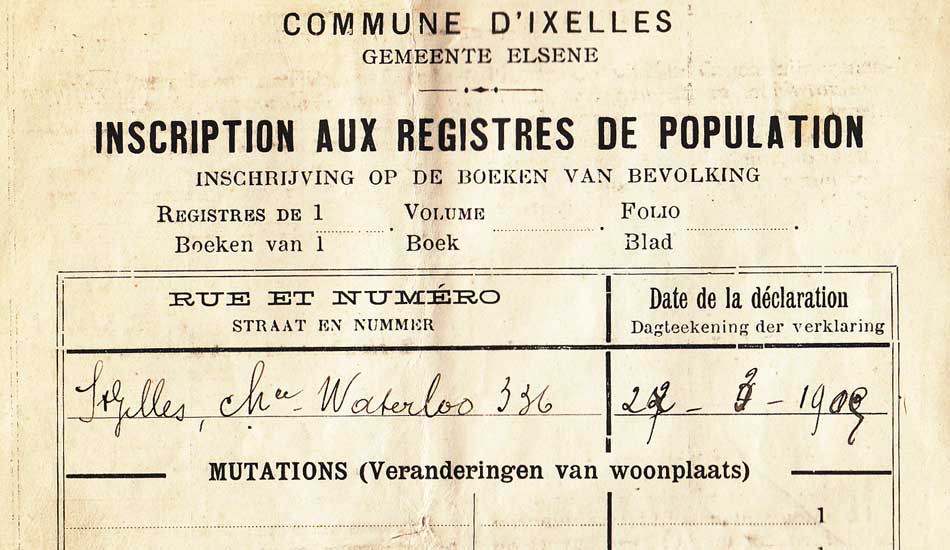 COMMUNE D'IXELLES
GEMEENTE ELSENE
INSCRIPTION AUX REGISTRES DE POPULATION
INSCHRIJVING OP DE BOEKEN VAN BEVOLKING
REGISTRES DE 1 . VOLUME . FOLIO .
Boeken van 1 Boek Blad
RUE ET NUMÉRO Date de la déclaration
STRAAT EN NUMMER Dagteekening der verklaring
St Gilles, Chée Waterloo 336
MUTATIONS (Veranderingen van woonplaats)
1